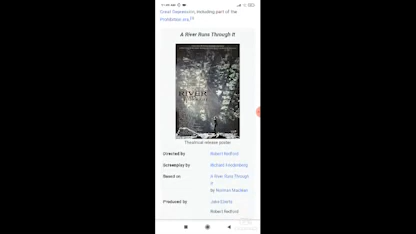 Great Depression, including part of the
Prohibition era.
A River Runs Through It
RIVER
Theatrical release poster
Directed by
Robert Redford
Screenplay by
Richard Friedenberg
Based on
A River Runs Through
It
by Norman Maclean
Produced by
Jake Eberts
Robert Redford